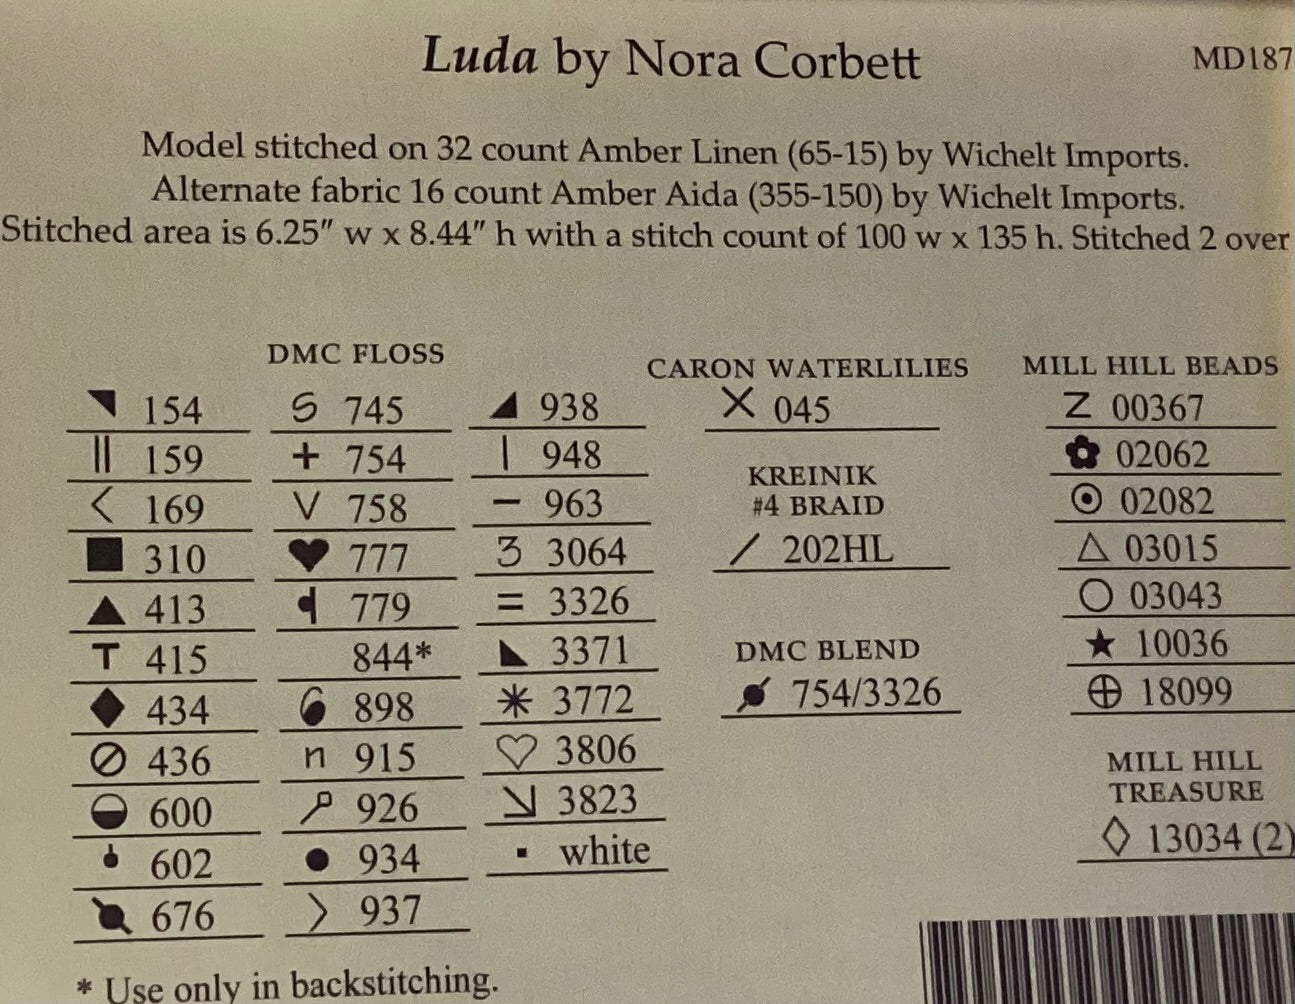 Luda by Nora Corbett
MD187
Model stitched on 32 count Amber Linen (65-15) by Wichelt Imports.
Alternate fabric 16 count Amber Aida (355-150) by Wichelt Imports.
Stitched area is 6.25" w x 8.44" h with a stitch count of 100 w x 135 h. Stitched 2 over
DMC FLOSS
154
159
169
310
413
T 415
434
436
600
602
676
S 745
+ 754
V 758
♥ 777
779
844*
898
n 915
926
● 934
> 937
938
| 948
– 963
3 3064
= 3326
3371
3772
♡ 3806
3823
▪ white
CARON WATERLILIES
X 045
KREINIK
#4 BRAID
/ 202HL
DMC BLEND
754/3326
MILL HILL BEADS
Z 00367
02062
02082
△ 03015
○ 03043
★ 10036
⊕ 18099
MILL HILL
TREASURE
◇ 13034 (2)
* Use only in backstitching.